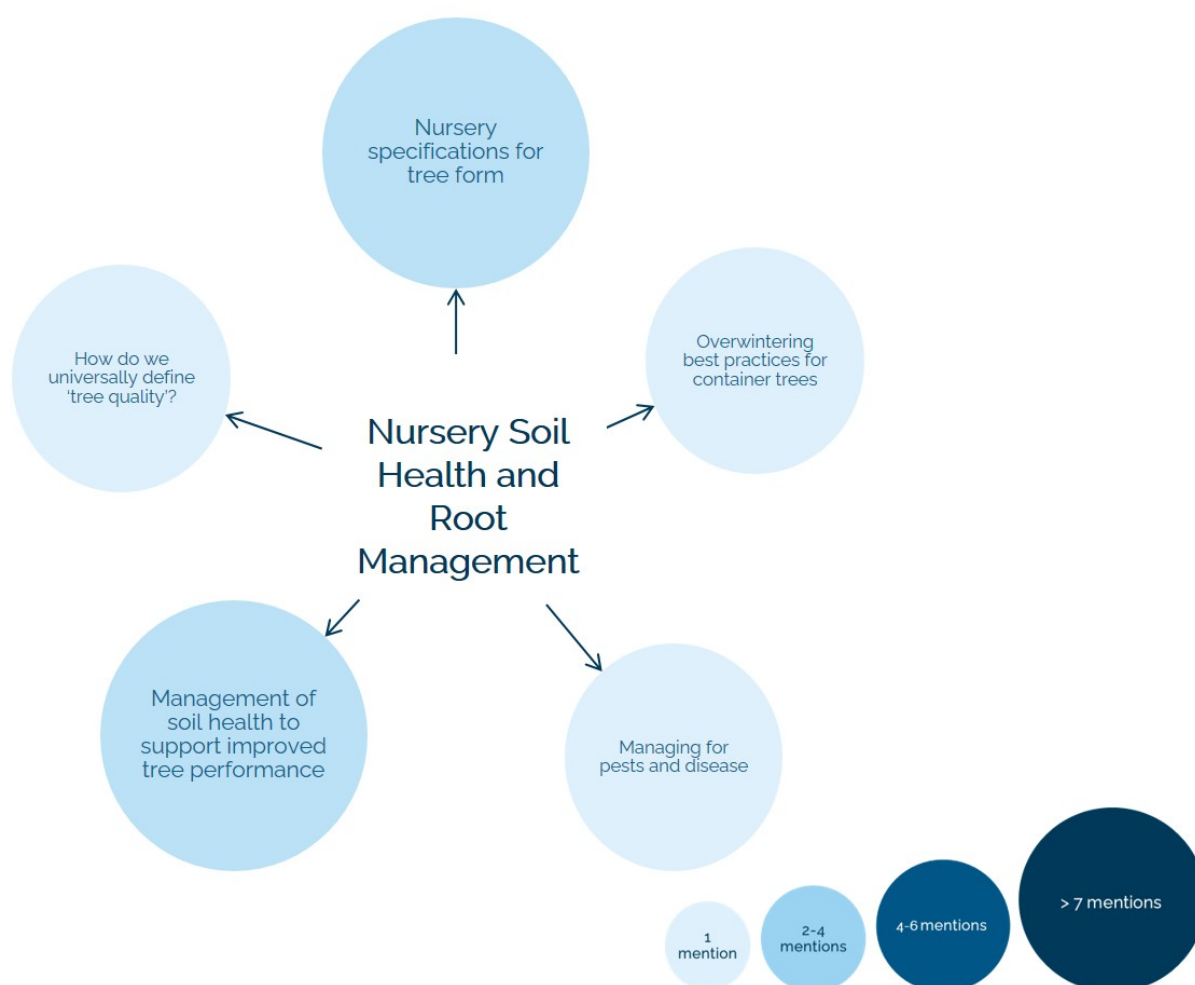 Nursery
specifications for
tree form
How do we
universally define
‘tree quality’?
Overwintering
best practices for
container trees
Nursery Soil
Health and
Root
Management
Management of
soil health to
support improved
tree performance
Managing for
pests and disease
1
mention
2-4
mentions
4-6 mentions
> 7 mentions